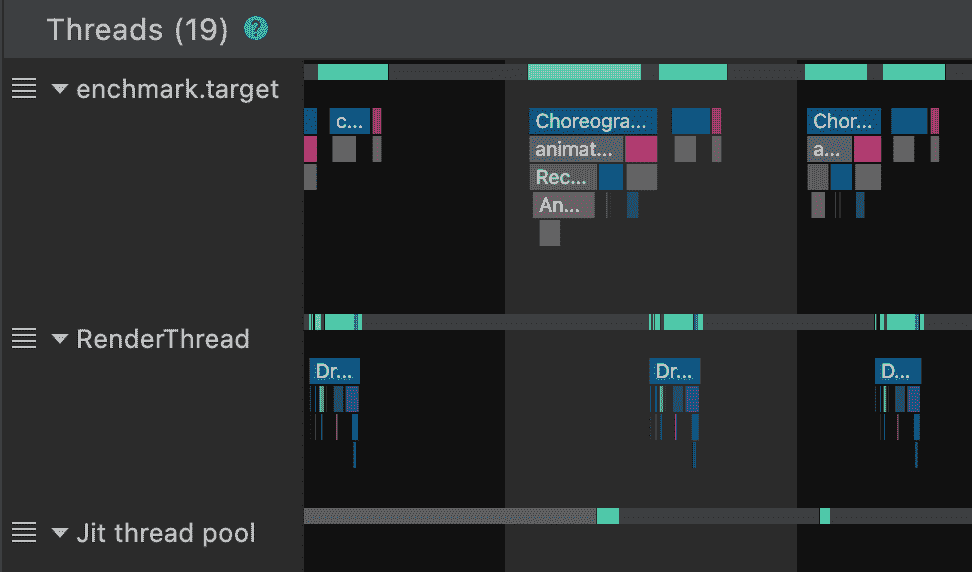 Threads (19) ?
enchmark.target
c...
Choreogra...
Chor...
animat...
a...
Rec...
An...
RenderThread
Dr...
Dr...
D...
Jit thread pool